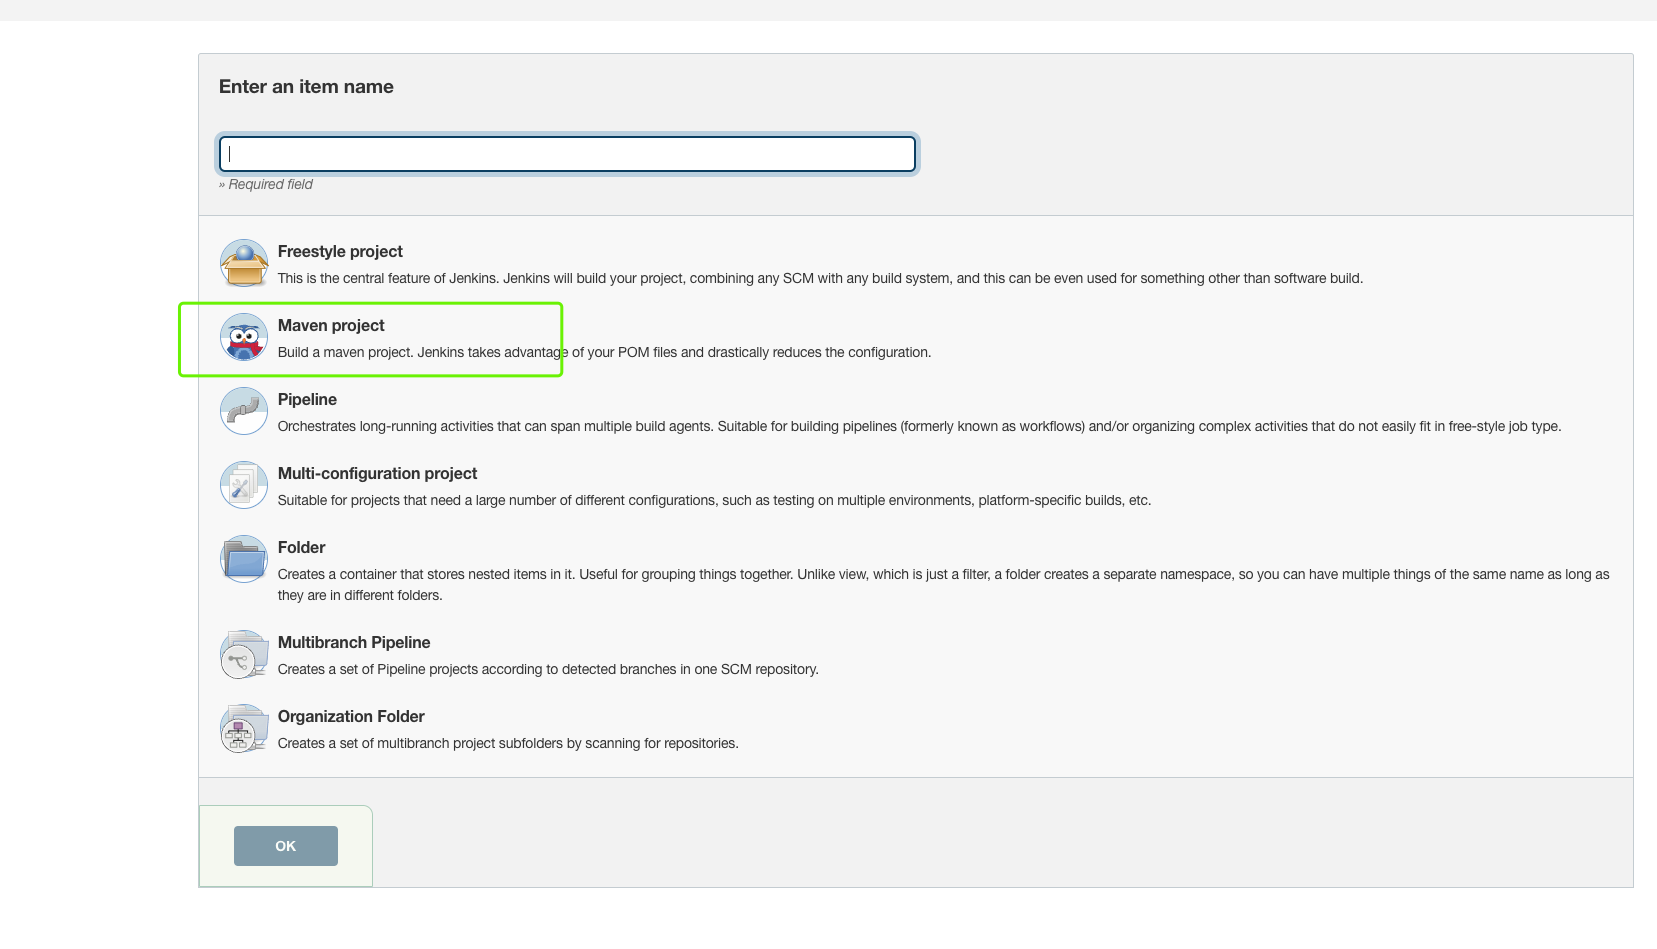 Enter an item name
» Required field
Freestyle project
This is the central feature of Jenkins. Jenkins will build your project, combining any SCM with any build system, and this can be even used for something other than software build.
Maven project
Build a maven project. Jenkins takes advantage of your POM files and drastically reduces the configuration.
Pipeline
Orchestrates long-running activities that can span multiple build agents. Suitable for building pipelines (formerly known as workflows) and/or organizing complex activities that do not easily fit in free-style job type.
Multi-configuration project
Suitable for projects that need a large number of different configurations, such as testing on multiple environments, platform-specific builds, etc.
Folder
Creates a container that stores nested items in it. Useful for grouping things together. Unlike view, which is just a filter, a folder creates a separate namespace, so you can have multiple things of the same name as long as
they are in different folders.
Multibranch Pipeline
Creates a set of Pipeline projects according to detected branches in one SCM repository.
Organization Folder
Creates a set of multibranch project subfolders by scanning for repositories.
OK